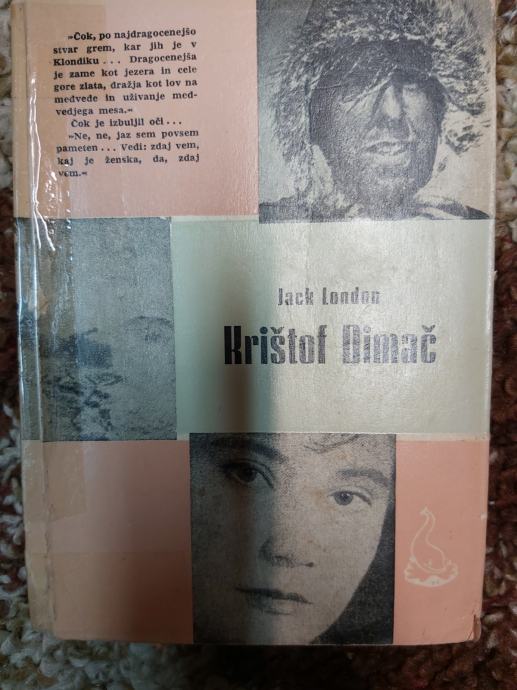 »Čok, po najdragocenejšo
stvar grem, kar jih je v
Klondiku... Dragocenejša
je zame kot jezera in cele
gore zlata, dražja kot lov na
medvede in uživanje med-
vedjega mesa.«
Čok je izbuljil oči...
»Ne, ne, jaz sem povsem
pameten... Vedi: zdaj vem,
kaj je ženska, da, zdaj
vem.«
Jack London
Krištof Dimač